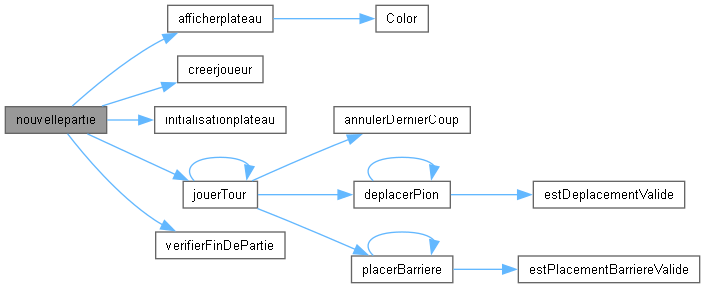 afficherplateau
Color
creerjoueur
nouvellepartie
initialisationplateau
annulerDernierCoup
jouerTour
deplacerPion
estDeplacementValide
verifierFinDePartie
placerBarriere
estPlacementBarriereValide